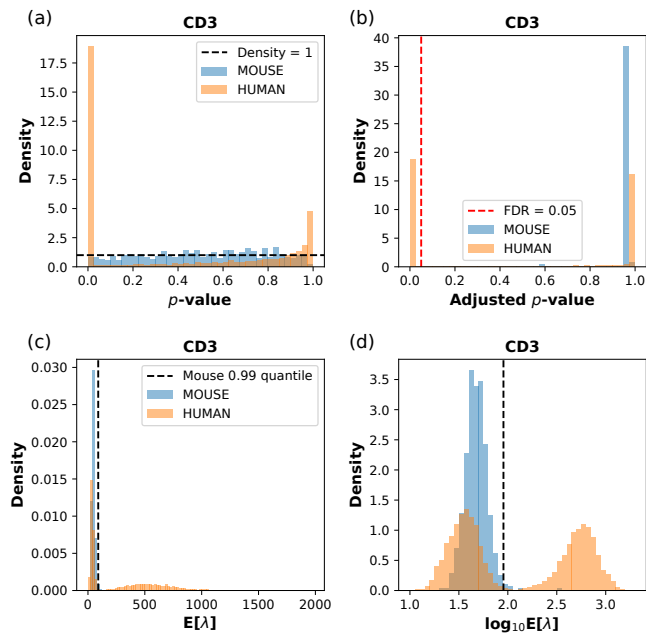 (a)
CD3
Density
17.5
15.0
12.5
10.0
7.5
5.0
2.5
0.0
0.0 0.2 0.4 0.6 0.8 1.0
p-value
Density = 1
MOUSE
HUMAN
(b)
CD3
Density
40
35
30
25
20
15
10
5
0
0.0 0.2 0.4 0.6 0.8 1.0
Adjusted p-value
FDR = 0.05
MOUSE
HUMAN
(c)
CD3
Density
0.030
0.025
0.020
0.015
0.010
0.005
0.000
0 500 1000 1500 2000
E[λ]
Mouse 0.99 quantile
MOUSE
HUMAN
(d)
CD3
Density
3.5
3.0
2.5
2.0
1.5
1.0
0.5
0.0
1.0 1.5 2.0 2.5 3.0
log₁₀E[λ]